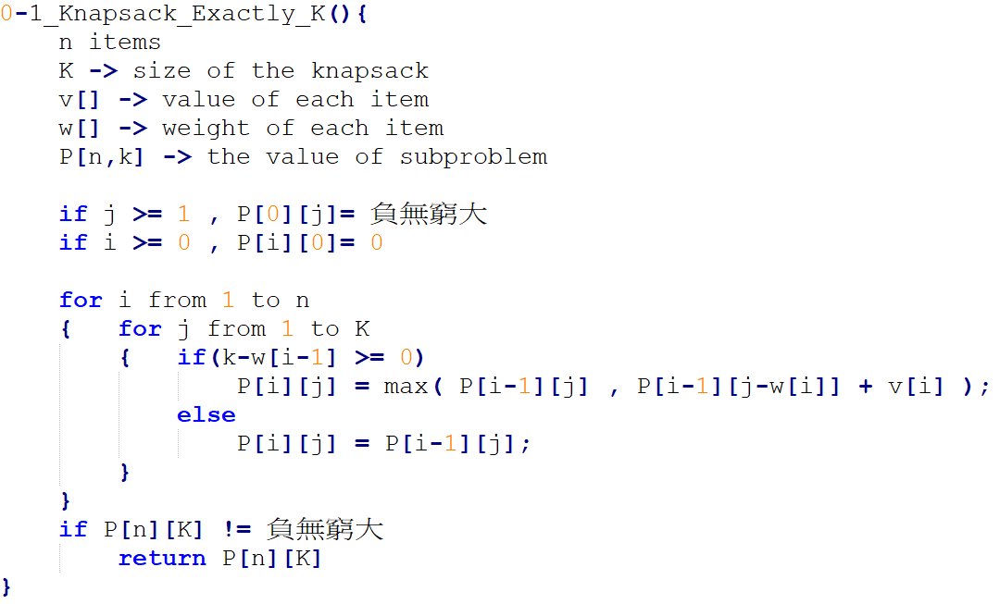 0-1_Knapsack_Exactly_K(){
n items
K -> size of the knapsack
v[] -> value of each item
w[] -> weight of each item
P[n,k] -> the value of subproblem
if j >= 1 , P[0][j]= 負無窮大
if i >= 0 , P[i][0]= 0
for i from 1 to n
{ for j from 1 to K
{ if(k-w[i-1] >= 0)
P[i][j] = max( P[i-1][j] , P[i-1][j-w[i]] + v[i] );
else
P[i][j] = P[i-1][j];
}
}
if P[n][K] != 負無窮大
return P[n][K]
}